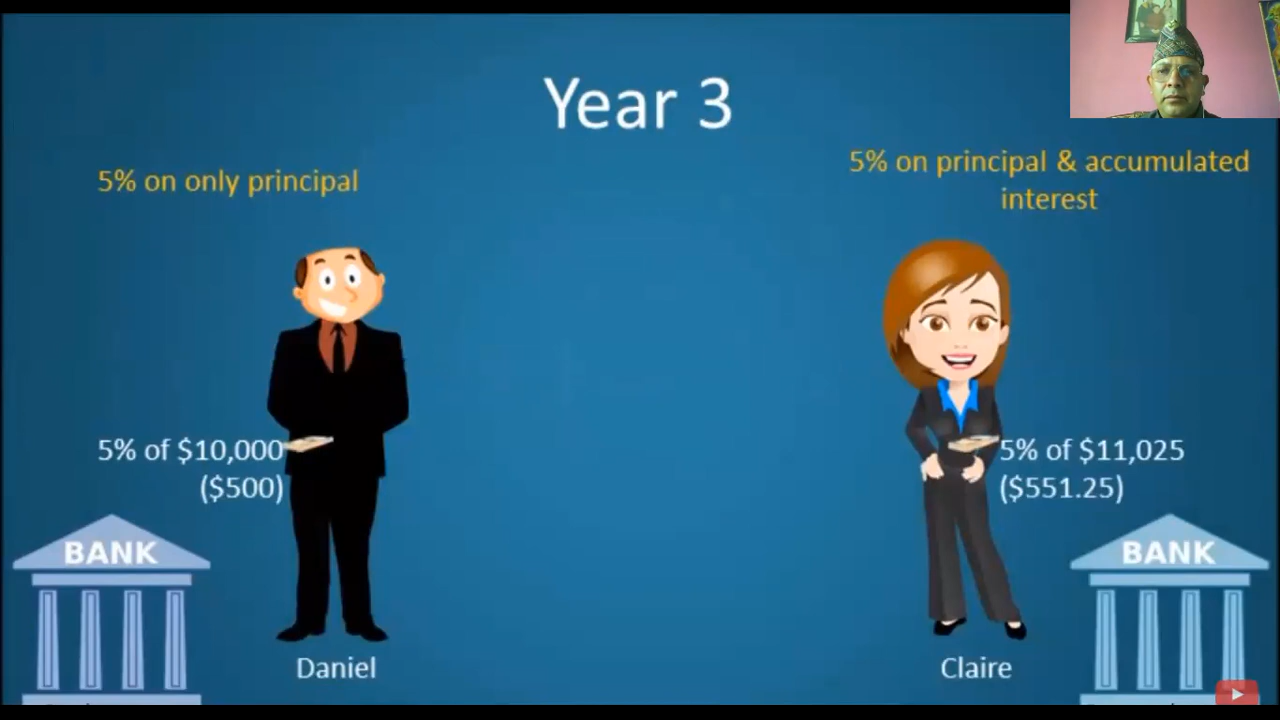 Year 3
5% on only principal
5% on principal & accumulated
interest
5% of $10,000
($500)
5% of $11,025
($551.25)
BANK
BANK
Daniel
Claire